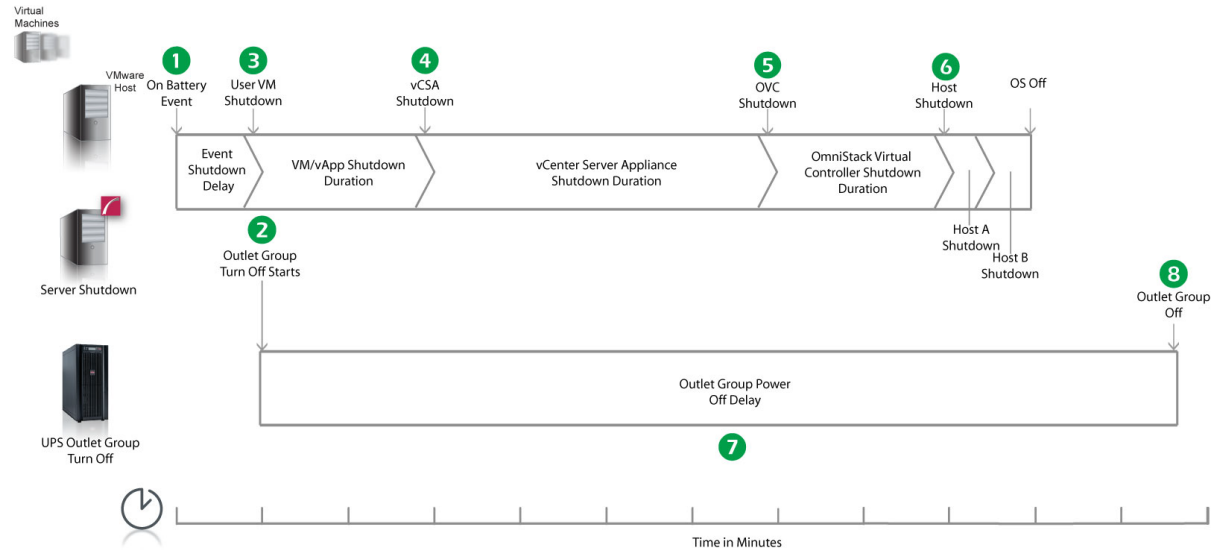 Virtual
Machines
VMware
Host
1
On Battery
Event
3
User VM
Shutdown
4
vCSA
Shutdown
5
OVC
Shutdown
6
Host
Shutdown
OS Off
Event
Shutdown
Delay
VM/vApp Shutdown
Duration
vCenter Server Appliance
Shutdown Duration
OmniStack Virtual
Controller Shutdown
Duration
Host A
Shutdown
Host B
Shutdown
Server Shutdown
2
Outlet Group
Turn Off Starts
8
Outlet Group
Off
Outlet Group Power
Off Delay
7
UPS Outlet Group
Turn Off
Time in Minutes